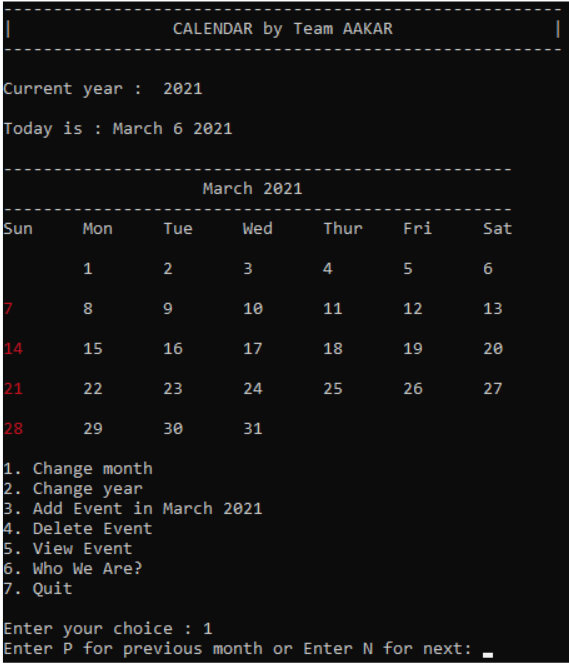 -------------------------------------------------------
| CALENDAR by Team AAKAR |
-------------------------------------------------------
Current year : 2021
Today is : March 6 2021
---------------------------------------------------
March 2021
---------------------------------------------------
Sun Mon Tue Wed Thur Fri Sat
1 2 3 4 5 6
7 8 9 10 11 12 13
14 15 16 17 18 19 20
21 22 23 24 25 26 27
28 29 30 31
1. Change month
2. Change year
3. Add Event in March 2021
4. Delete Event
5. View Event
6. Who We Are?
7. Quit
Enter your choice : 1
Enter P for previous month or Enter N for next: _